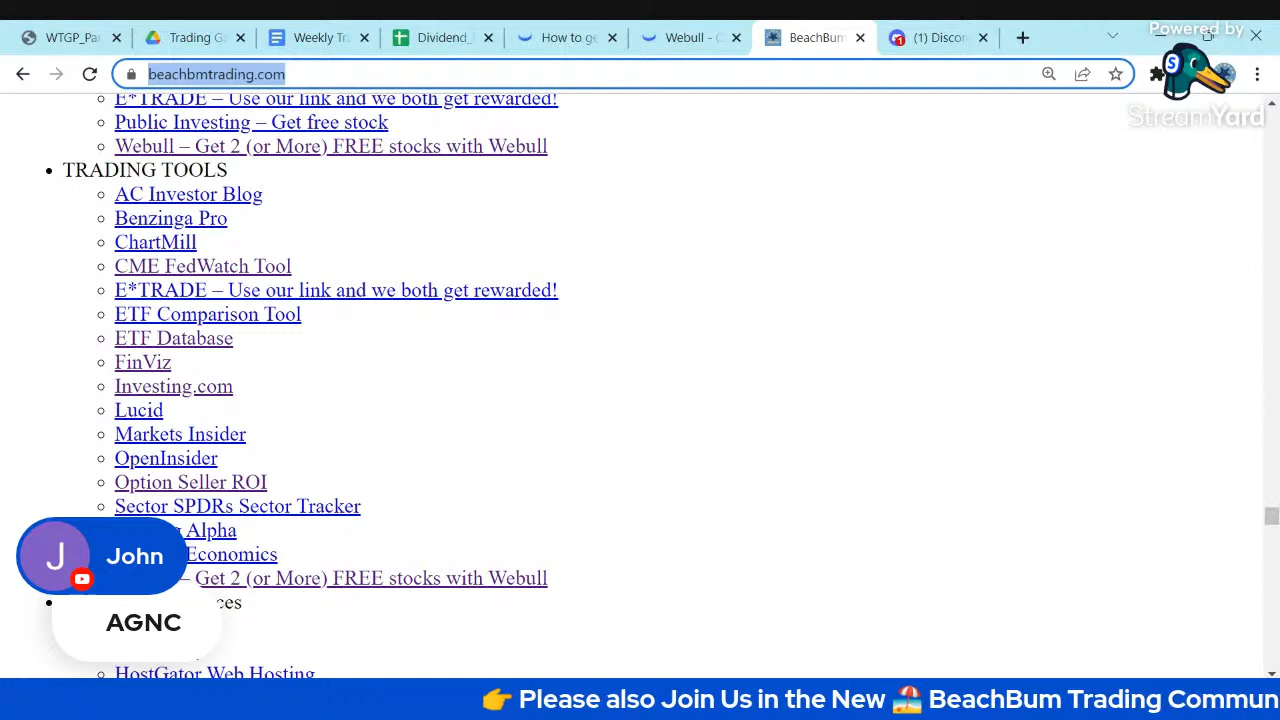 Powered by
WTGP_Pa
Trading G
Weekly Tr
Dividend_
How to ge
Webull - C
BeachBum
(1) Discor
beachbmtrading.com
StreamYard
E*TRADE – Use our link and we both get rewarded!
Public Investing – Get free stock
Webull – Get 2 (or More) FREE stocks with Webull
TRADING TOOLS
AC Investor Blog
Benzinga Pro
ChartMill
CME FedWatch Tool
E*TRADE – Use our link and we both get rewarded!
ETF Comparison Tool
ETF Database
FinViz
Investing.com
Lucid
Markets Insider
OpenInsider
Option Seller ROI
Sector SPDRs Sector Tracker
Alpha
Economics
– Get 2 (or More) FREE stocks with Webull
ces
J John
AGNC
HostGator Web Hosting
👉 Please also Join Us in the New 🏖️ BeachBum Trading Commun